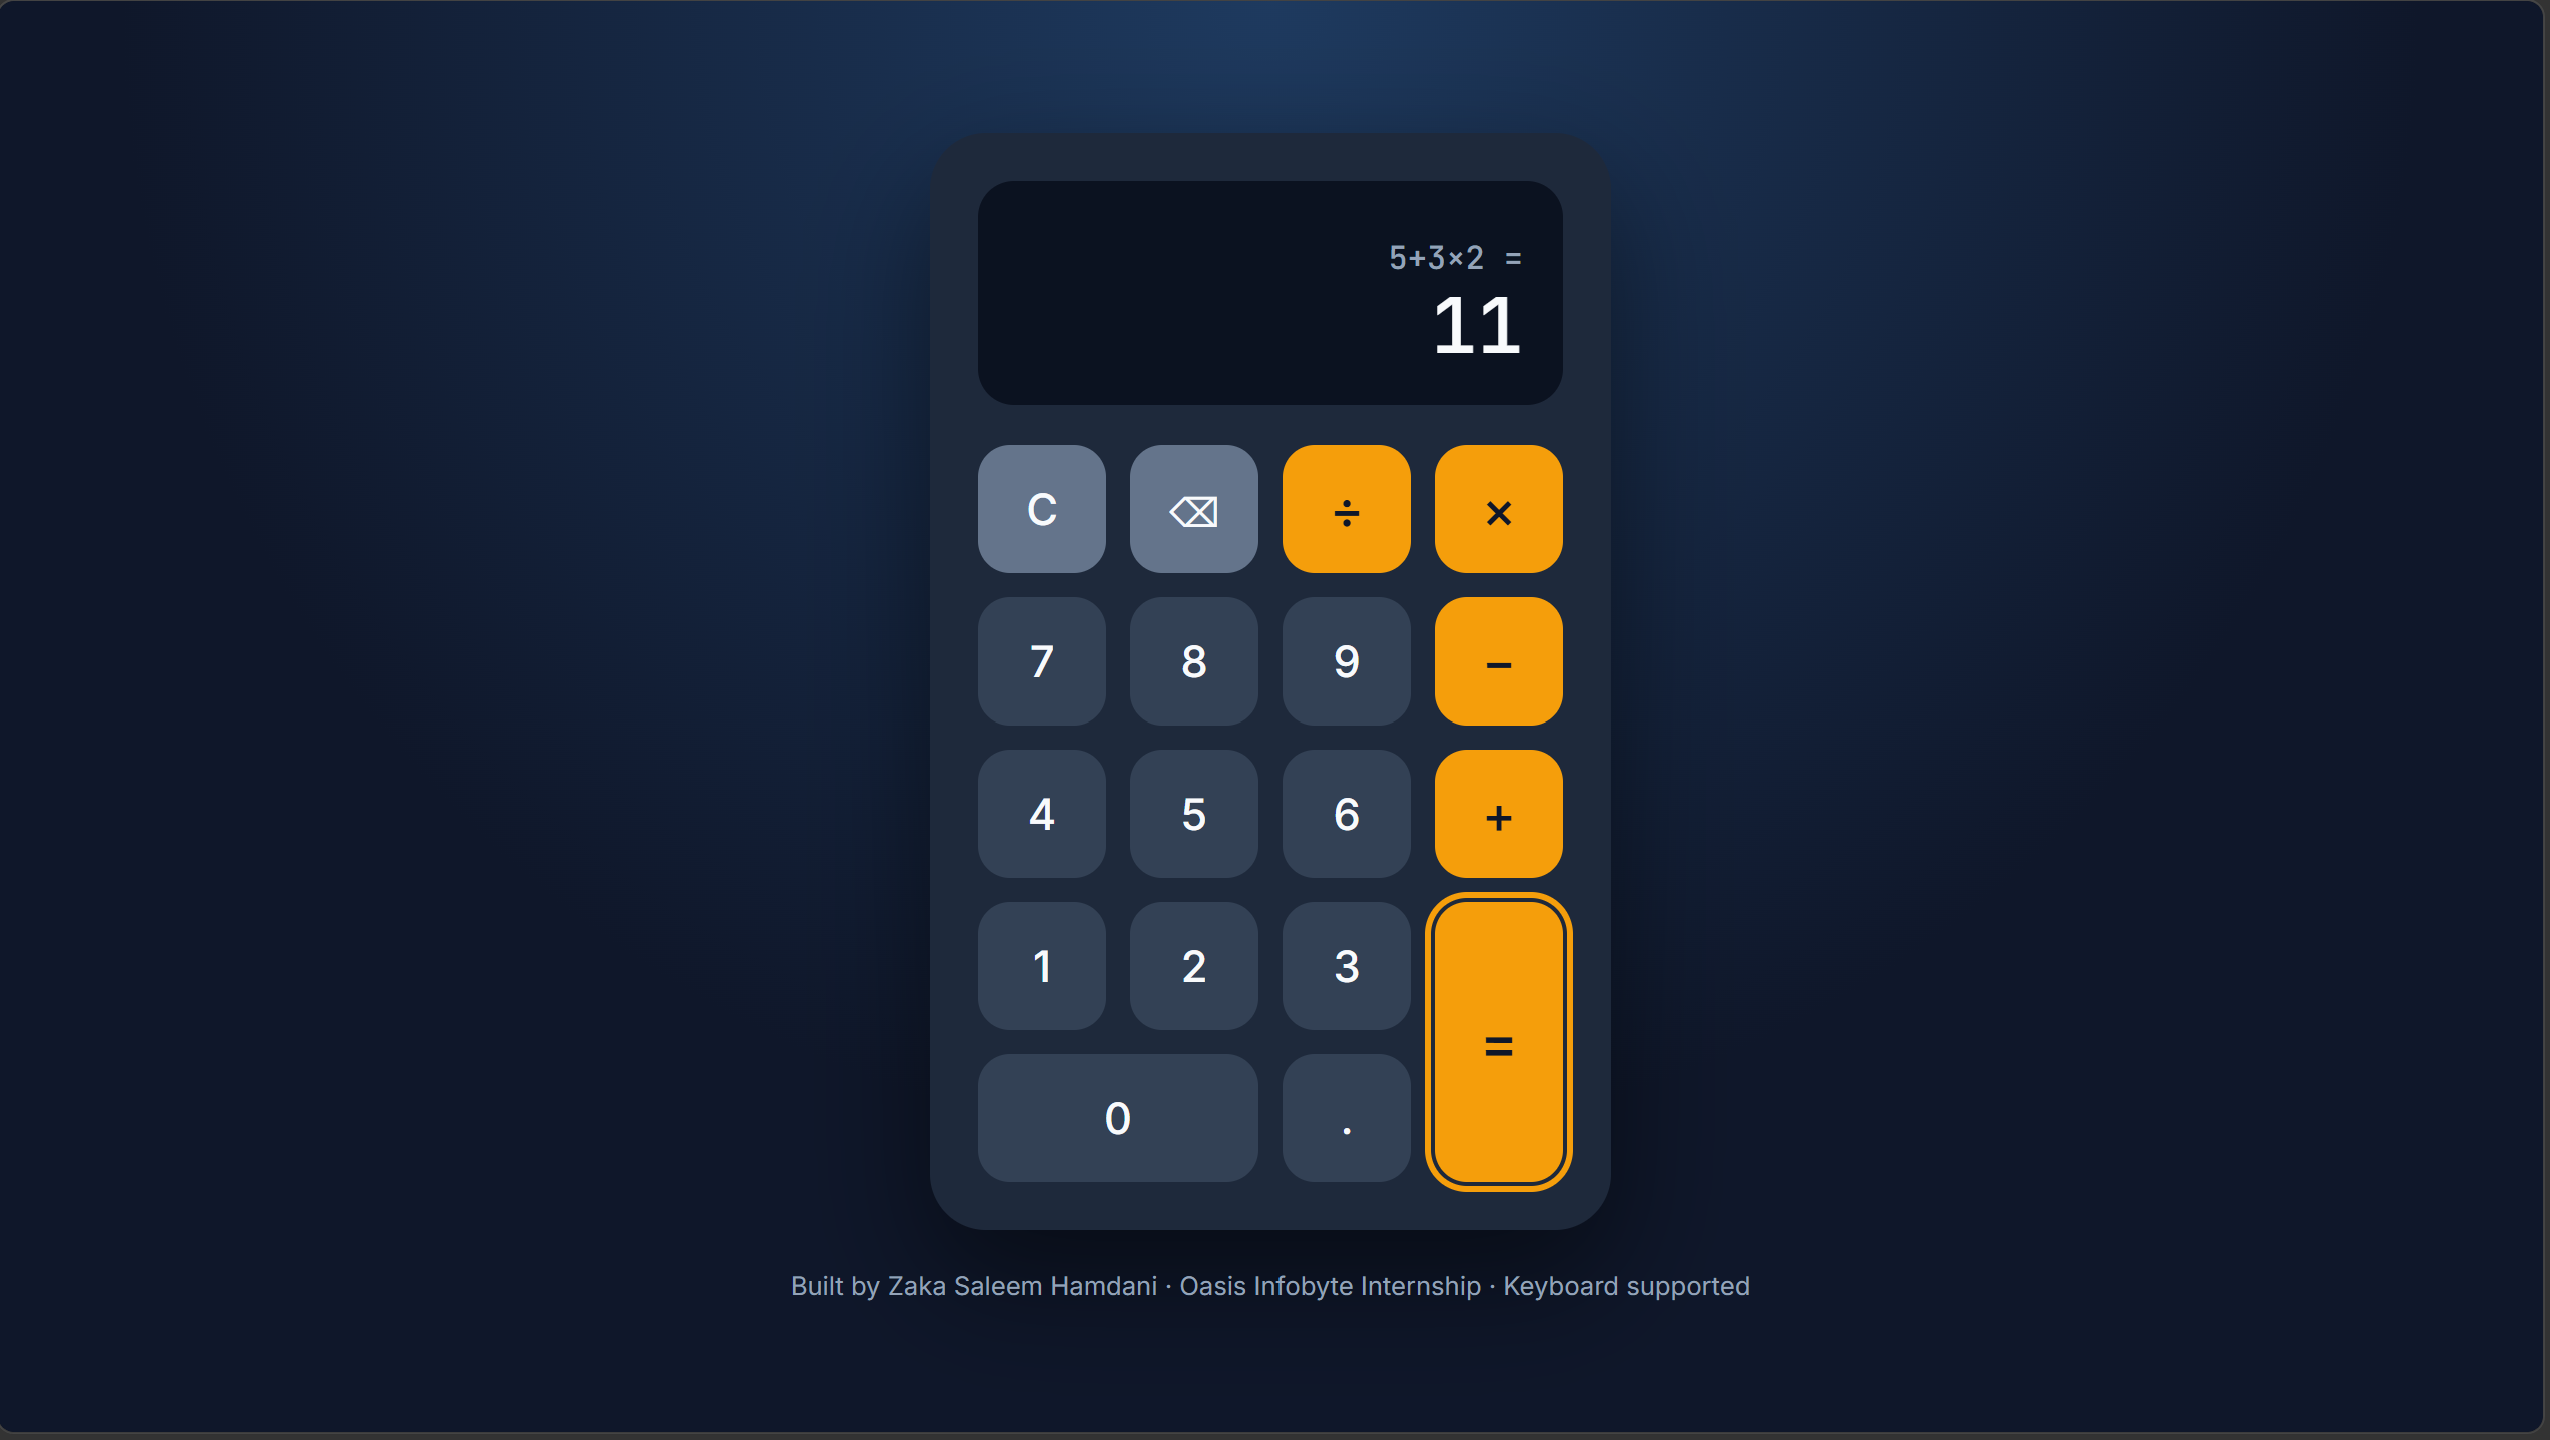 5+3×2 =
11
C ⌫ ÷ ×
7 8 9 −
4 5 6 +
1 2 3
=
0 .
Built by Zaka Saleem Hamdani · Oasis Infobyte Internship · Keyboard supported